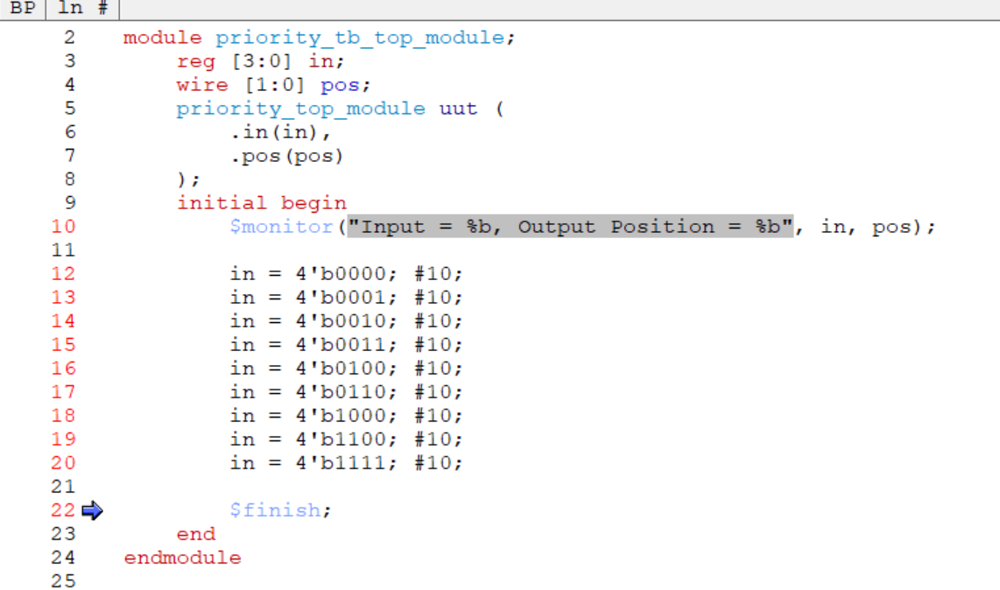 BP ln #
2 module priority_tb_top_module;
3 reg [3:0] in;
4 wire [1:0] pos;
5 priority_top_module uut (
6 .in(in),
7 .pos(pos)
8 );
9 initial begin
10 $monitor("Input = %b, Output Position = %b", in, pos);
11
12 in = 4'b0000; #10;
13 in = 4'b0001; #10;
14 in = 4'b0010; #10;
15 in = 4'b0011; #10;
16 in = 4'b0100; #10;
17 in = 4'b0110; #10;
18 in = 4'b1000; #10;
19 in = 4'b1100; #10;
20 in = 4'b1111; #10;
21
22 $finish;
23 end
24 endmodule
25